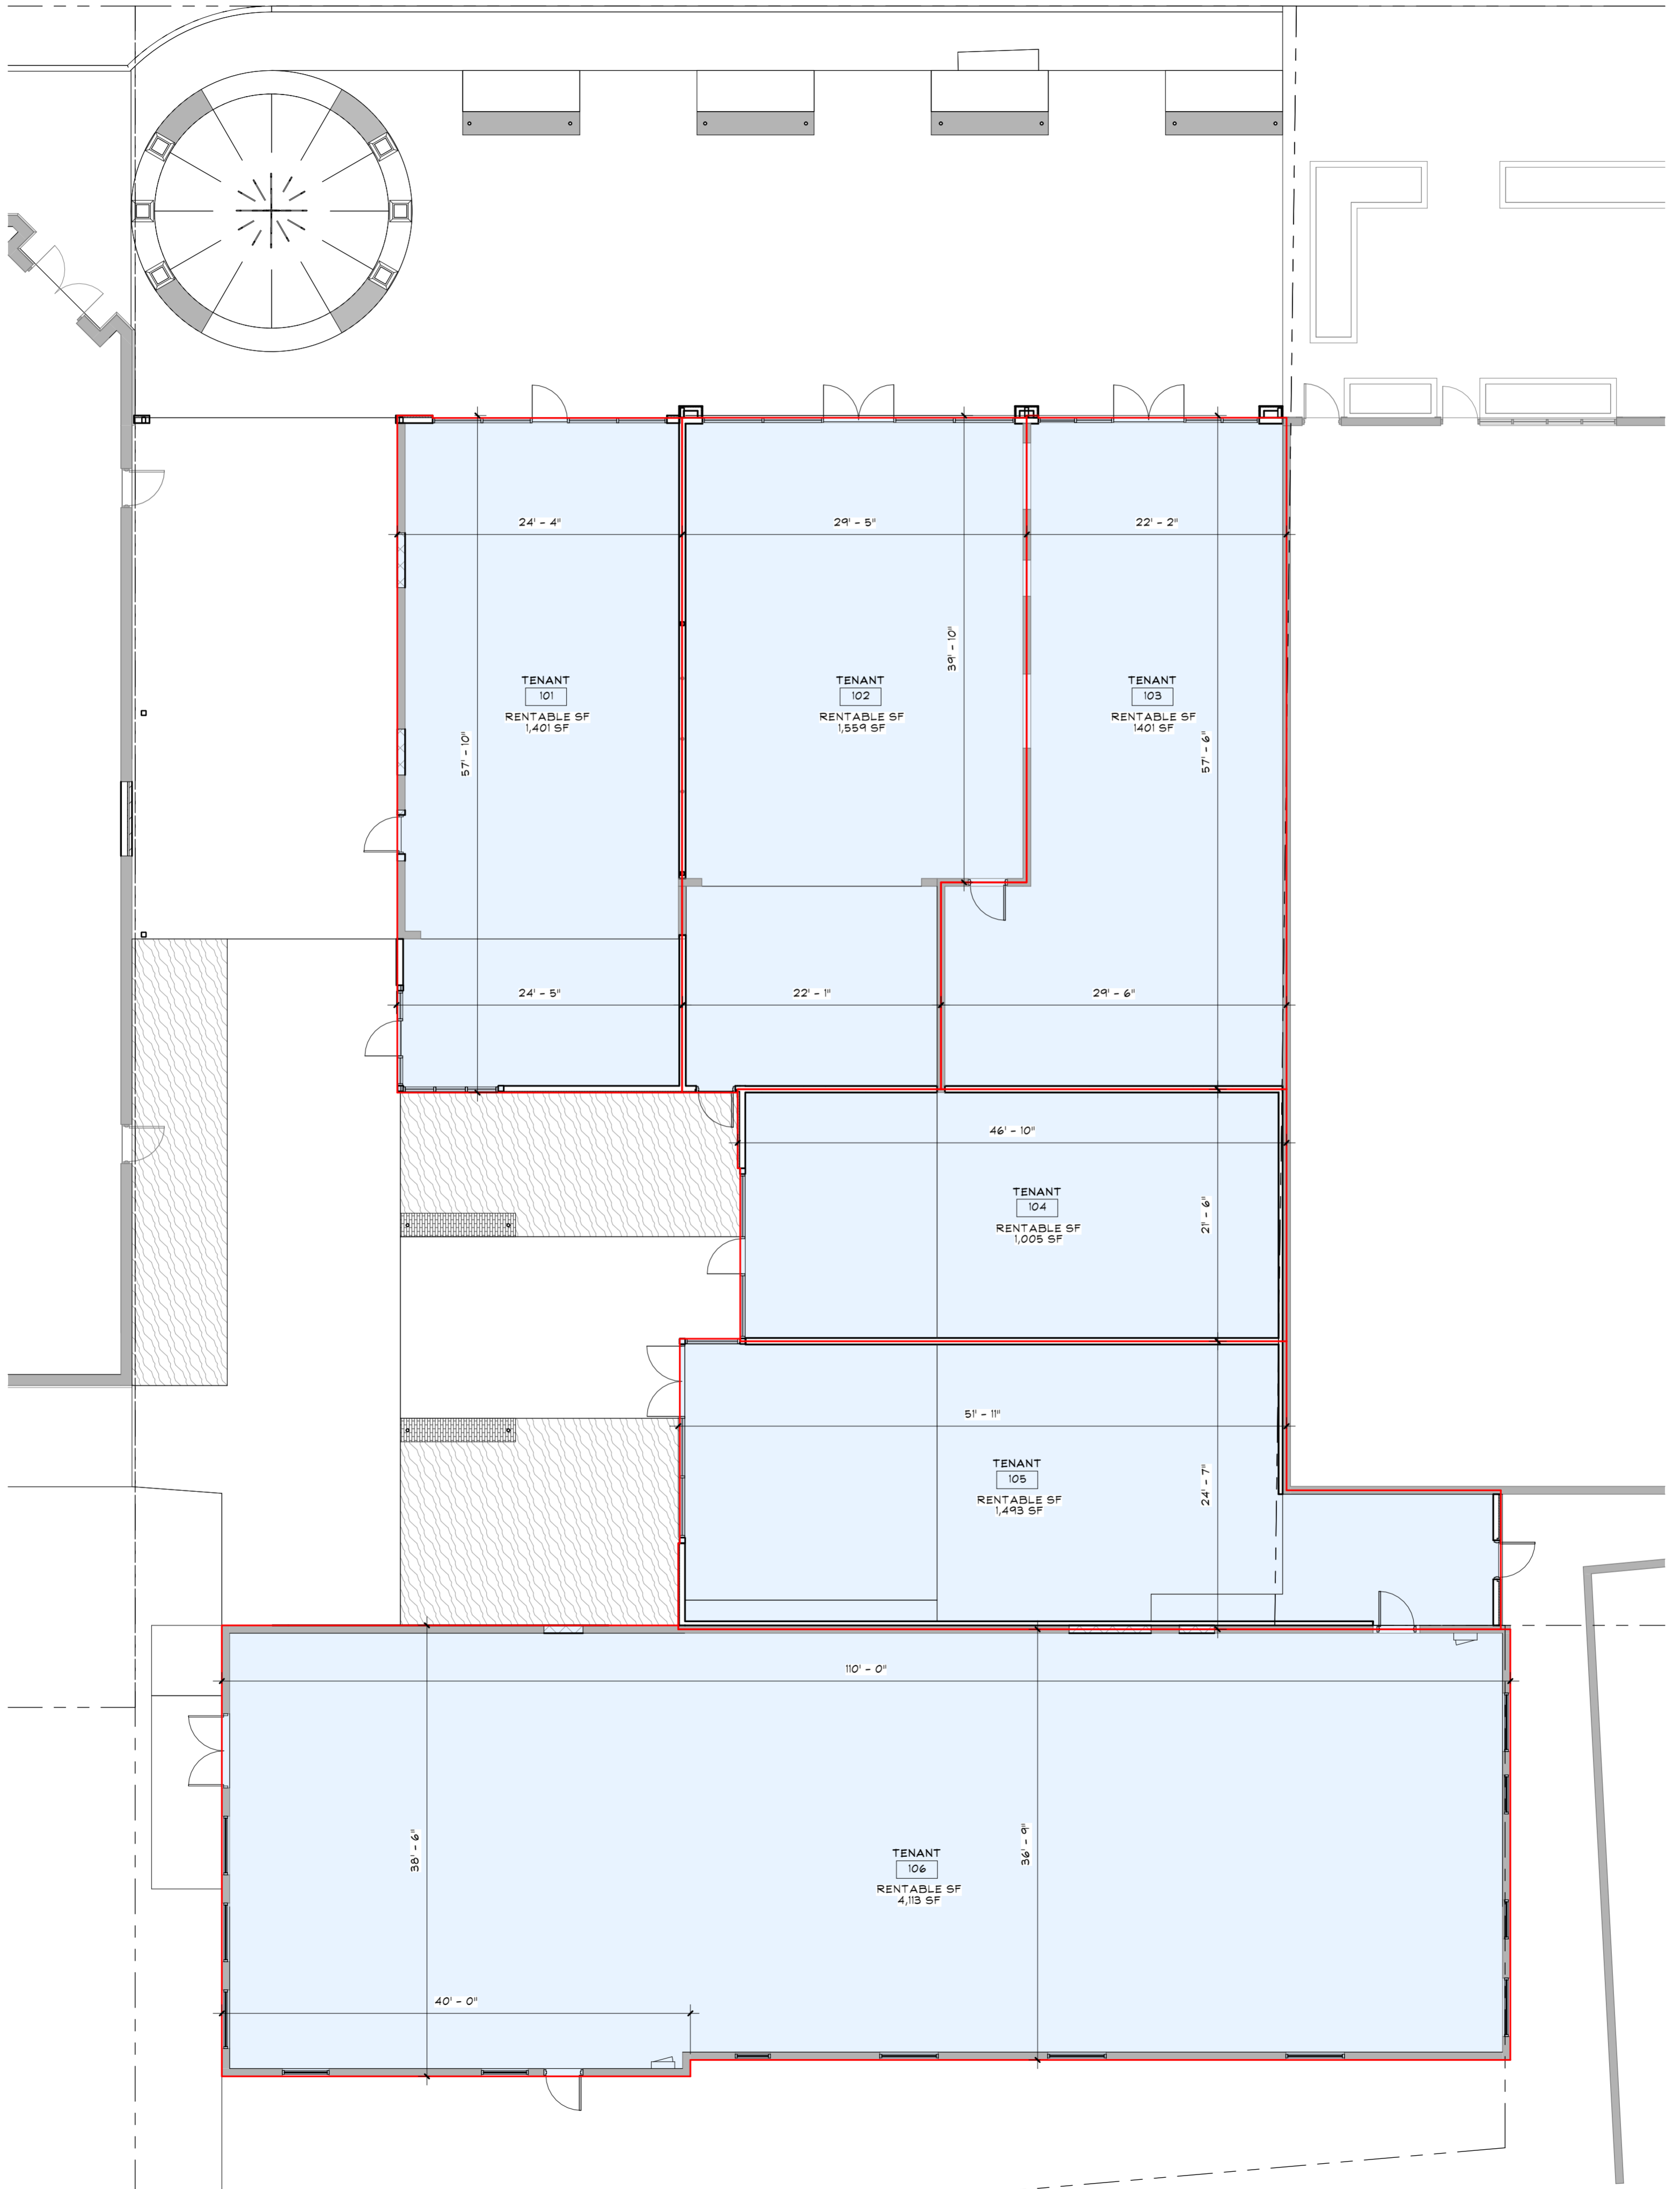 24' - 4"
29' - 5"
22' - 2"
39' - 10"
TENANT
101
RENTABLE SF
1,401 SF
TENANT
102
RENTABLE SF
1,559 SF
TENANT
103
RENTABLE SF
1401 SF
57' - 10"
57' - 6"
24' - 5"
22' - 1"
29' - 6"
46' - 10"
TENANT
104
RENTABLE SF
1,005 SF
21' - 6"
51' - 11"
TENANT
105
RENTABLE SF
1,493 SF
24' - 7"
110' - 0"
38' - 6"
36' - 9"
TENANT
106
RENTABLE SF
4,113 SF
40' - 0"